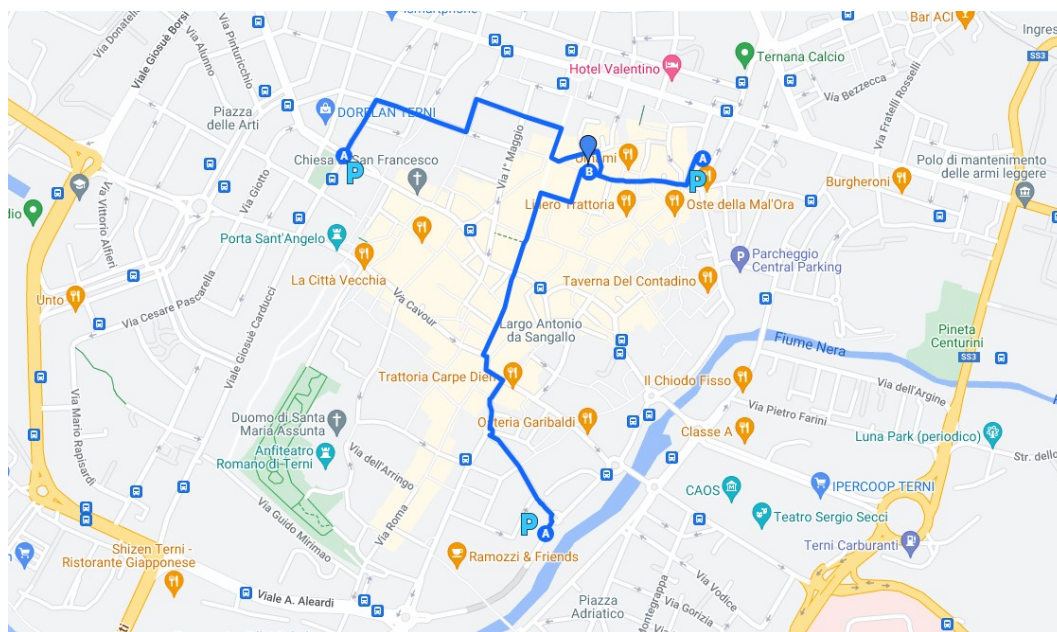 Bar ACI
Ingres
Via Donatello
Viale Giosuè Borsi
Via Alunno
Via Pinturicchio
Ternana Calcio
SS3
Hotel Valentino
Via Bezzecca
Via Fratelli Rosselli
Piazza
delle Arti
DORELAN TERNI
Via I° Maggio
Chiesa
San Francesco
A
P
B
A
P
Polo di mantenimento
delle armi leggere
Burgheroni
Via Giotto
Via Vittorio Alfieri
Libero Trattoria
Oste della Mal'Ora
Porta Sant'Angelo
Parcheggio
Central Parking
P
La Città Vecchia
Taverna Del Contadino
Unto
Via Cesare Pascarella
Viale Giosuè Carducci
Via Cavour
Largo Antonio
da Sangallo
Fiume Nera
Pineta
Centurini
SS3
Trattoria Carpe Diem
Il Chiodo Fisso
Via dell'Argine
Via Pietro Farini
Via Mario Rapisardi
Duomo di Santa
Maria Assunta
Osteria Garibaldi
Classe A
Luna Park (periodico)
Anfiteatro
Romano di Terni
Via dell'Arringo
Str. dello
CAOS
IPERCOOP TERNI
Via Guido Mirimao
Via Roma
P
A
Teatro Sergio Secci
Shizen Terni -
Ristorante Giapponese
Ramozzi & Friends
Terni Carburanti
Viale A. Aleardi
Piazza
Adriatico
Via Vodice
Via Gorizia